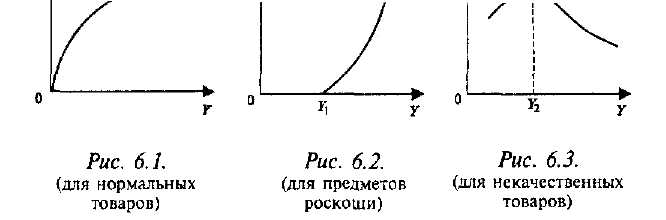 0 Y 0 Y₁ Y 0 Y₂ Y
Рис. 6.1. Рис. 6.2. Рис. 6.3.
(для нормальных (для предметов (для некачественных
товаров) роскоши) товаров)